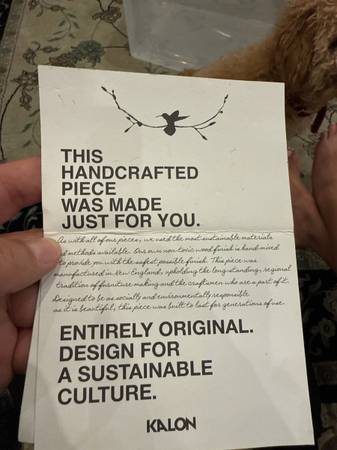 THIS
HANDCRAFTED
PIECE
WAS MADE
JUST FOR YOU.
As with all of our pieces, we used the most sustainable materials
and methods available. Our own non-toxic wood finish is hand-mixed
to provide you with the safest possible finish. This piece was
manufactured in New England, upholding the longstanding, regional
tradition of furniture making and the craftsmen who are a part of it.
Designed to be as socially and environmentally responsible
as it is beautiful, this piece was built to last for generations of use.
ENTIRELY ORIGINAL.
DESIGN FOR
A SUSTAINABLE
CULTURE.
KALON